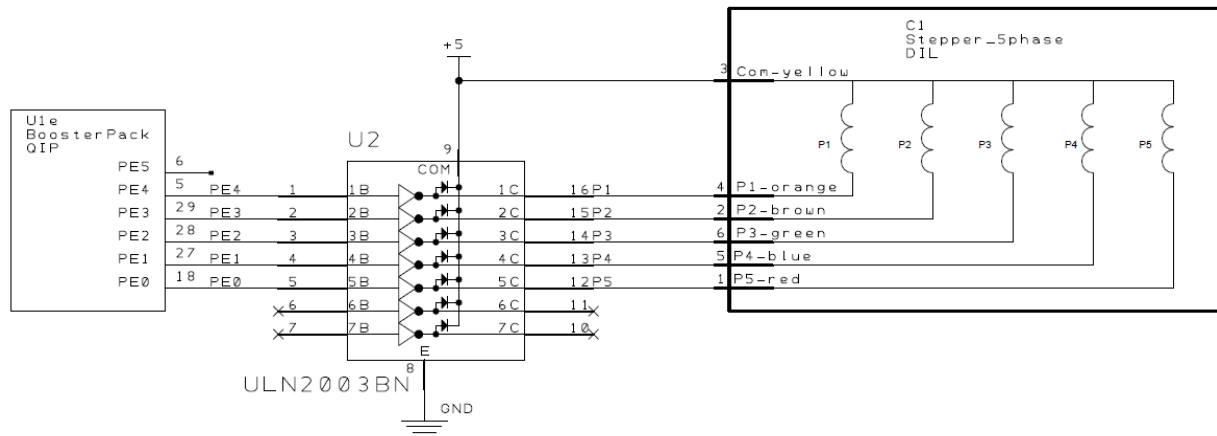 C1
Stepper_5phase
DIL
+5
3 Com-yellow
U1e
BoosterPack
QIP
U2
9
COM
P1 P2 P3 P4 P5
PE5 6
PE4 5 PE4 1 1B 1C 16 P1 4 P1-orange
PE3 29 PE3 2 2B 2C 15 P2 2 P2-brown
PE2 28 PE2 3 3B 3C 14 P3 6 P3-green
PE1 27 PE1 4 4B 4C 13 P4 5 P4-blue
PE0 18 PE0 5 5B 5C 12 P5 1 P5-red
6 6B 6C 11
7 7B 7C 10
E
8
ULN2003BN
GND